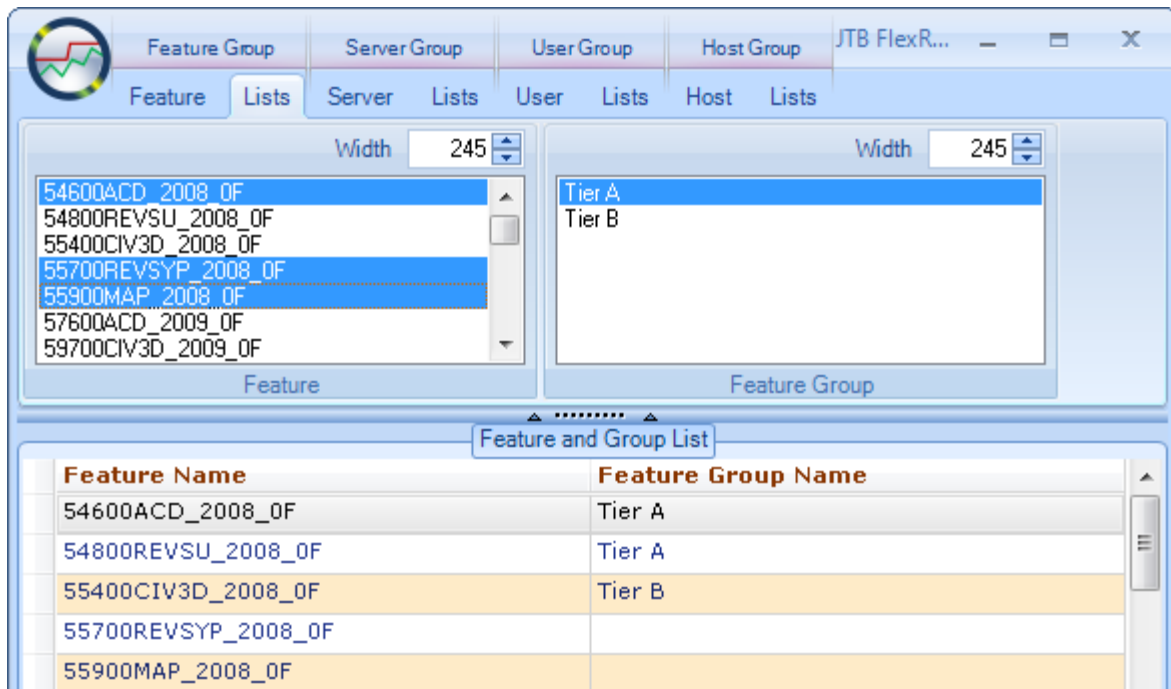 Feature Group Server Group User Group Host Group JTB FlexR...
Feature Lists Server Lists User Lists Host Lists
Width 245 Width 245
54600ACD_2008_0F
54800REVSU_2008_0F
55400CIV3D_2008_0F
55700REVSYP_2008_0F
55900MAP_2008_0F
57600ACD_2009_0F
59700CIV3D_2009_0F
Tier A
Tier B
Feature Feature Group
Feature and Group List
Feature Name Feature Group Name
54600ACD_2008_0F Tier A
54800REVSU_2008_0F Tier A
55400CIV3D_2008_0F Tier B
55700REVSYP_2008_0F
55900MAP_2008_0F